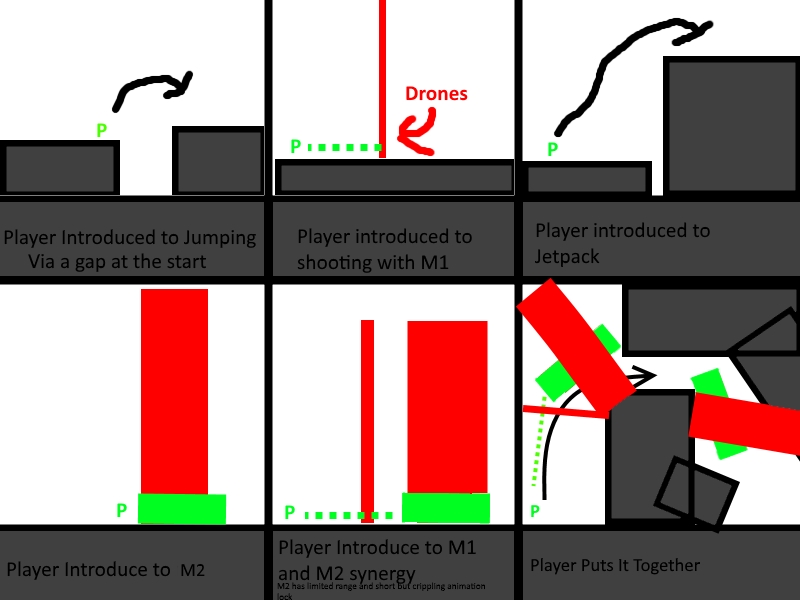 P
Player Introduced to Jumping
Via a gap at the start
Drones
P
Player introduced to
shooting with M1
P
Player introduced to
Jetpack
P
Player Introduce to M2
P
Player Introduce to M1
and M2 synergy
M2 has limited range and short but crippling animation
lock
P
Player Puts It Together